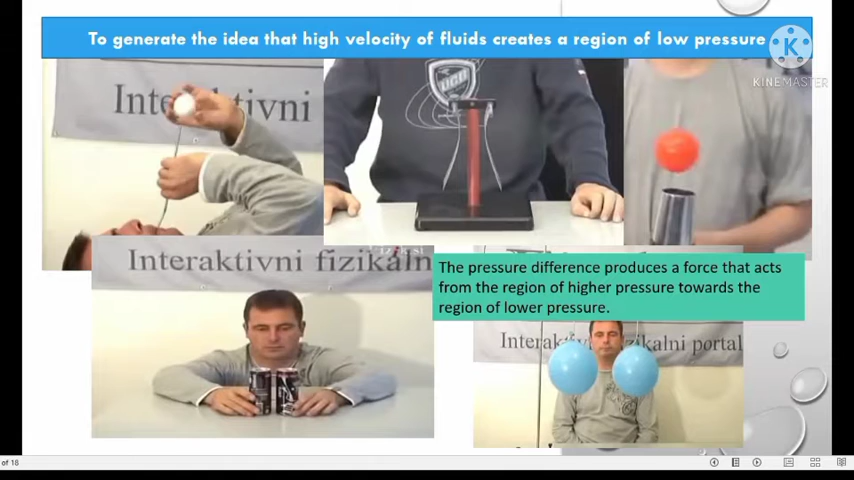 To generate the idea that high velocity of fluids creates a region of low pressure
K
KINEMASTER
Interaktivni
UCD
Interaktivni fizikaln
The pressure difference produces a force that acts
from the region of higher pressure towards the
region of lower pressure.
fizikalni portal
of 18